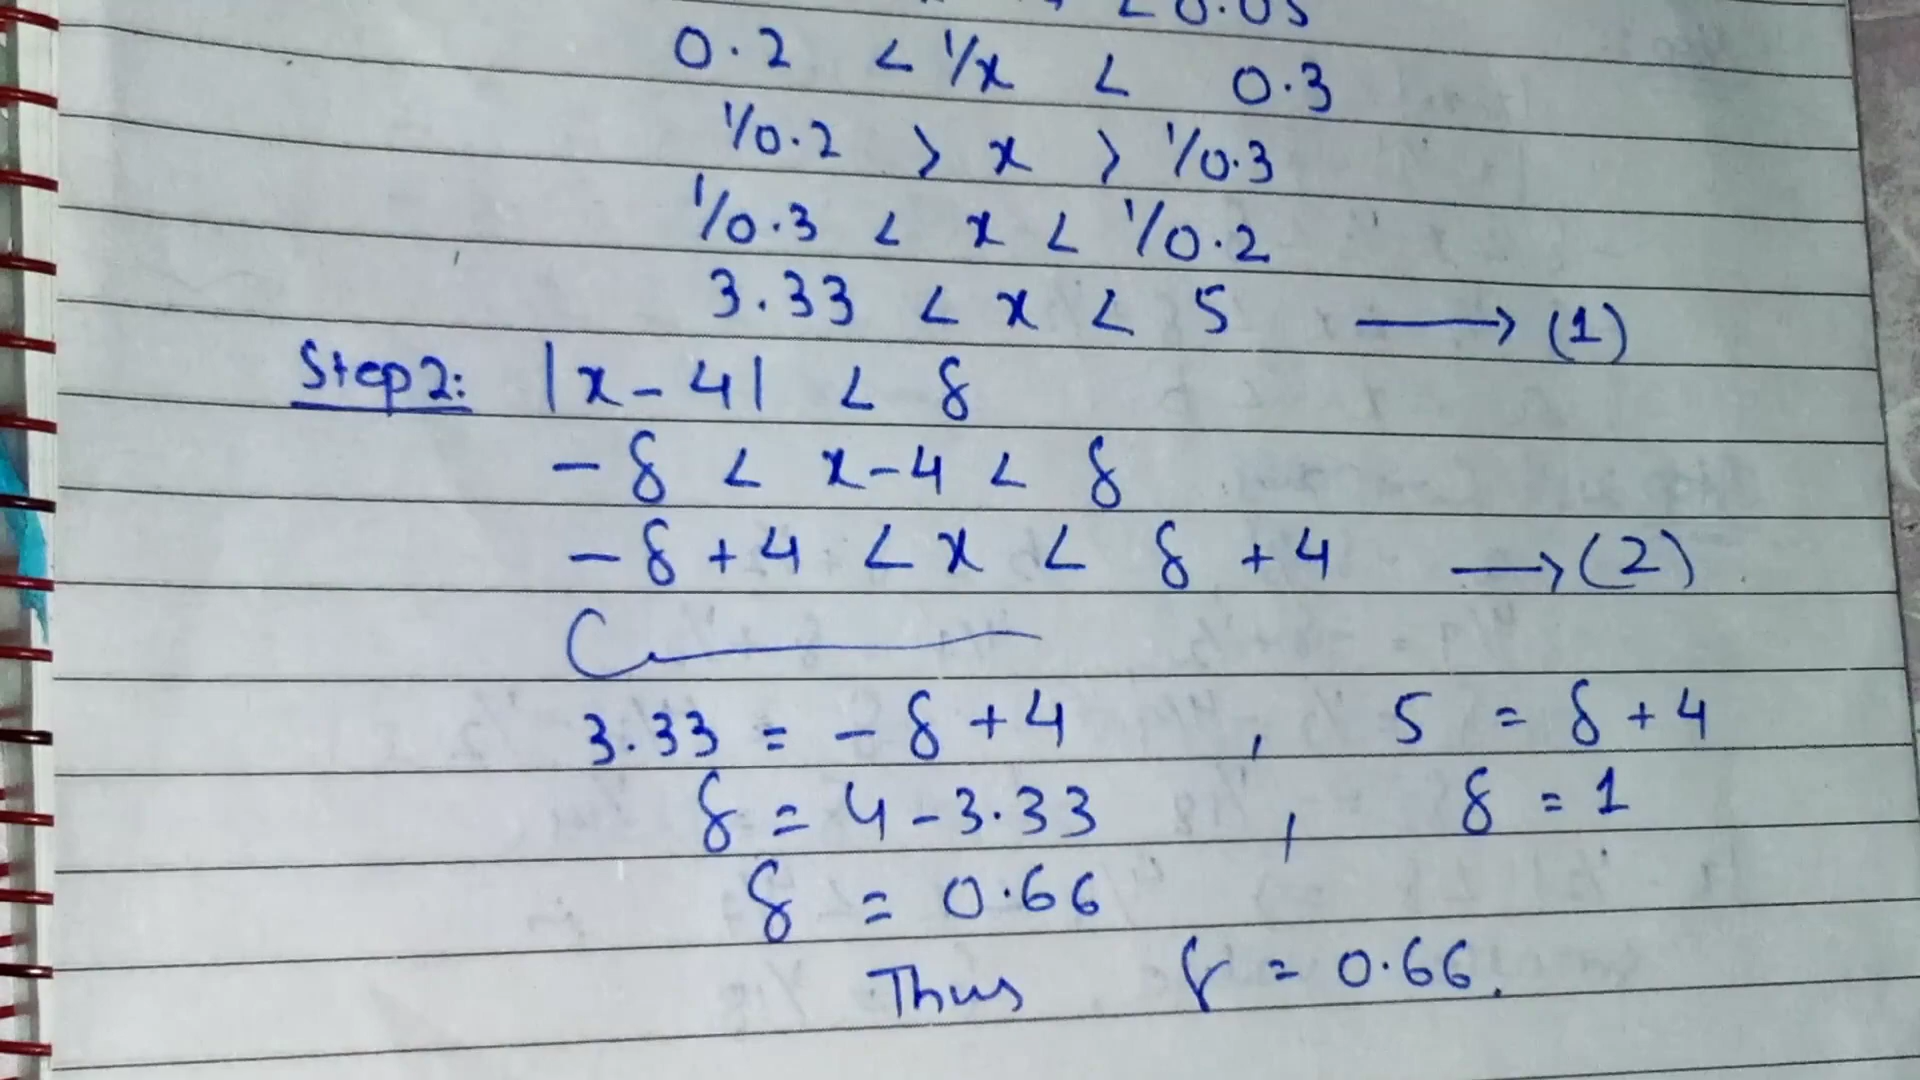 < 0.05
0.2 < 1/x < 0.3
1/0.2 > x > 1/0.3
1/0.3 < x < 1/0.2
3.33 < x < 5 ⟶ (1)
Step 2: |x - 4| < δ
- δ < x - 4 < δ
- δ + 4 < x < δ + 4 ⟶ (2)
3.33 = - δ + 4 , 5 = δ + 4
δ = 4 - 3.33 , δ = 1
δ = 0.66
Thus δ = 0.66.